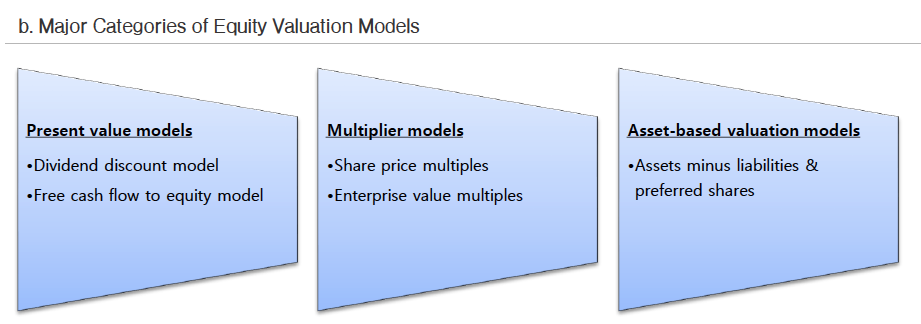 b. Major Categories of Equity Valuation Models
Present value models
•Dividend discount model
•Free cash flow to equity model
Multiplier models
•Share price multiples
•Enterprise value multiples
Asset-based valuation models
•Assets minus liabilities &
preferred shares